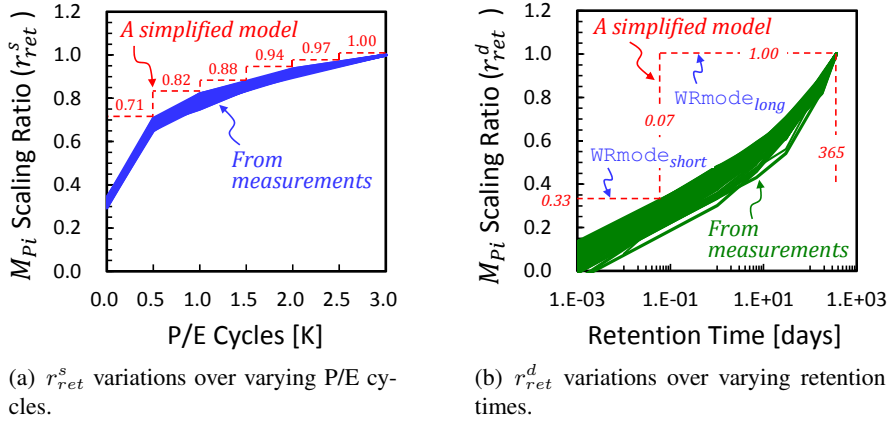 M_Pi Scaling Ratio (r^s_ret)
1.2
1.0
0.8
0.6
0.4
0.2
0.0
A simplified model
0.71
0.82
0.88
0.94
0.97
1.00
From
measurements
0.0 0.5 1.0 1.5 2.0 2.5 3.0
P/E Cycles [K]
(a) r^s_ret variations over varying P/E cy-
cles.
M_Pi Scaling Ratio (r^d_ret)
1.2
1.0
0.8
0.6
0.4
0.2
0.0
A simplified
model
1.00
WRmode_long
0.07
WRmode_short
365
0.33
From
measurements
1.E-03 1.E-01 1.E+01 1.E+03
Retention Time [days]
(b) r^d_ret variations over varying retention
times.